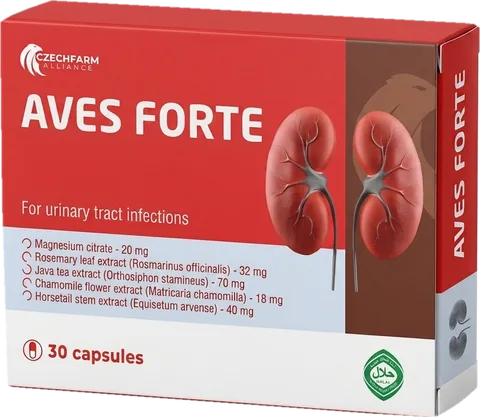 CZECHFARM
ALLIANCE
AVES FORTE
For urinary tract infections
Magnesium citrate - 20 mg
Rosemary leaf extract (Rosmarinus officinalis) - 32 mg
Java tea extract (Orthosiphon stamineus) - 70 mg
Chamomile flower extract (Matricaria chamomilla) - 18 mg
Horsetail stem extract (Equisetum arvense) - 40 mg
30 capsules
حلال
HALAL
AVES FORTE